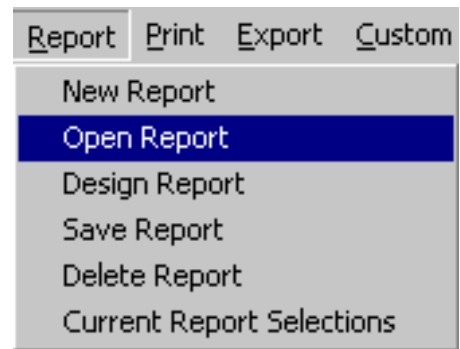 Report Print Export Custom
New Report
Open Report
Design Report
Save Report
Delete Report
Current Report Selections